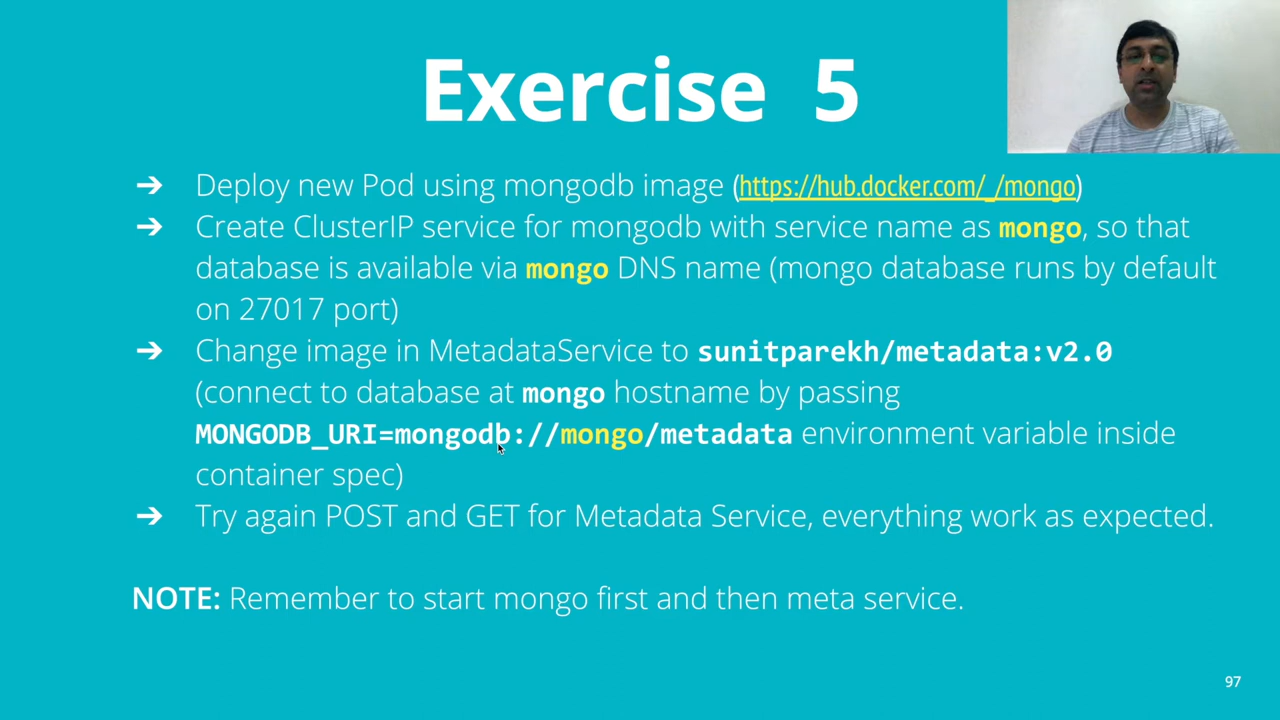 Exercise 5
➔ Deploy new Pod using mongodb image (https://hub.docker.com/_/mongo)
➔ Create ClusterIP service for mongodb with service name as mongo, so that
database is available via mongo DNS name (mongo database runs by default
on 27017 port)
➔ Change image in MetadataService to sunitparekh/metadata:v2.0
(connect to database at mongo hostname by passing
MONGODB_URI=mongodb://mongo/metadata environment variable inside
container spec)
➔ Try again POST and GET for Metadata Service, everything work as expected.
NOTE: Remember to start mongo first and then meta service.
97